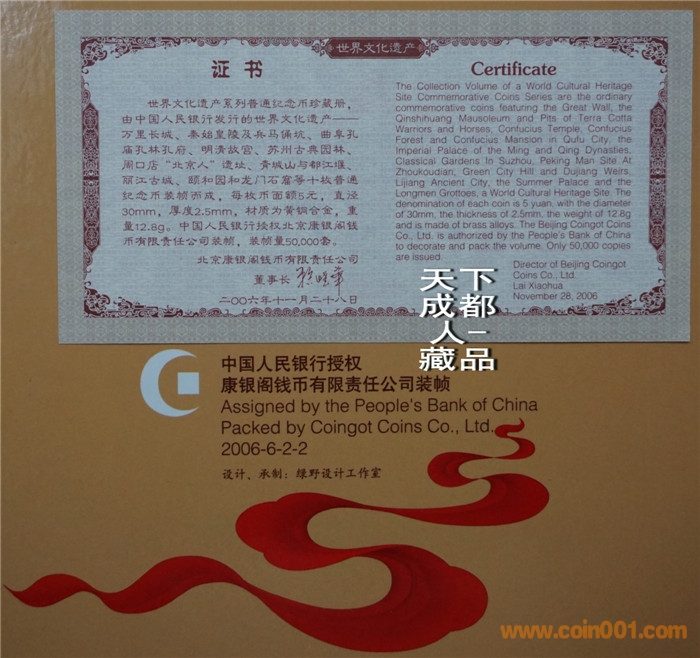 世界文化遗产
证书
世界文化遗产系列普通纪念币珍藏册，
由中国人民银行发行的世界文化遗产——
万里长城、秦始皇陵及兵马俑坑、曲阜孔
庙孔林孔府、明清故宫、苏州古典园林、
周口店“北京人”遗址、青城山与都江堰、
丽江古城、颐和园和龙门石窟等十枚普通
纪念币装帧而成，每枚币面额5元，直泾
30mm，厚度2.5mm，材质为黄铜合金，重
量12.8g。中国人民银行授权北京康银阁钱
币有限责任公司装帧，装帧量50,000套。
北京康银阁钱币有限责任公司
董事长
二〇〇六年十一月二十八日
Certificate
The Collection Volume of a World Cultural Heritage
Site Commemorative Coins Series are the ordinary
commemorative coins featuring the Great Wall, the
Qinshihuang Mausoleum and Pits of Terra Cotta
Warriors and Horses, Confucius Temple, Confucius
Forest and Confucius Mansion in Qufu City, the
Imperial Palace of the Ming and Qing Dynasties,
Classical Gardens In Suzhou, Peking Man Site At
Zhoukoudian, Green City Hill and Dujiang Weirs,
Lijiang Ancient City, the Summer Palace and the
Longmen Grottoes, a World Cultural Heritage Site. The
denomination of each coin is 5 yuan, with the diameter
of 30mm, the thickness of 2.5mm, the weight of 12.8g
and is made of brass alloys. The Beijing Coingot Coins
Co., Ltd. is authorized by the People's Bank of China
to decorate and pack the volume. Only 50,000 copies
are issued.
Director of Beijing Coingot
Coins Co., Ltd.
Lai Xiaohua
November 28, 2006
天下
成都
人-
藏品
中国人民银行授权
康银阁钱币有限责任公司装帧
Assigned by the People's Bank of China
Packed by Coingot Coins Co., Ltd.
2006-6-2-2
设计、承制：绿野设计工作室
www.coin001.com